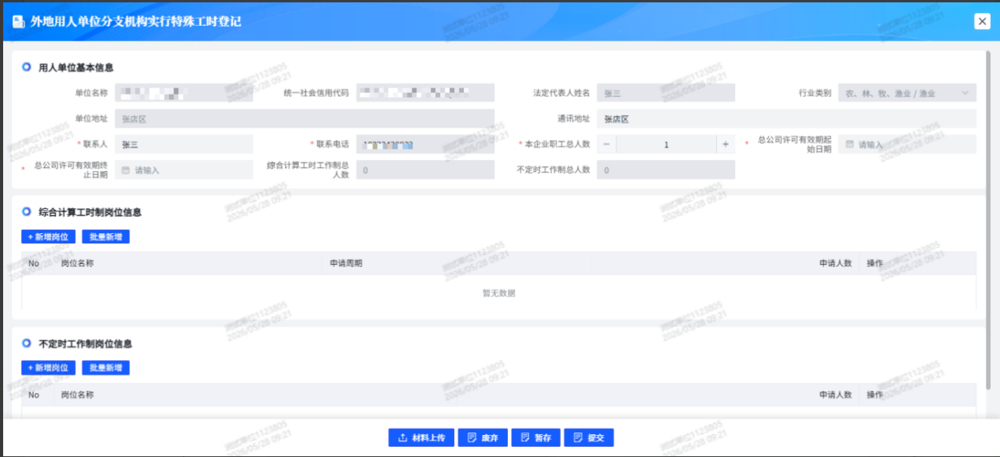 外地用人单位分支机构实行特殊工时登记
用人单位基本信息
单位名称 统一社会信用代码 法定代表人姓名 张三 行业类别 农、林、牧、渔业 / 渔业
单位地址 张店区 通讯地址 张店区
* 联系人 张三 * 联系电话 * 本企业职工总人数 − 1 + * 总公司许可有效期起始日期 请输入
* 总公司许可有效期终止日期 请输入 综合计算工时工作制总人数 0 不定时工作制总人数 0
综合计算工时制岗位信息
+ 新增岗位 批量新增
No 岗位名称 申请周期 申请人数 操作
暂无数据
不定时工作制岗位信息
+ 新增岗位 批量新增
No 岗位名称 申请人数 操作
材料上传 废弃 暂存 提交